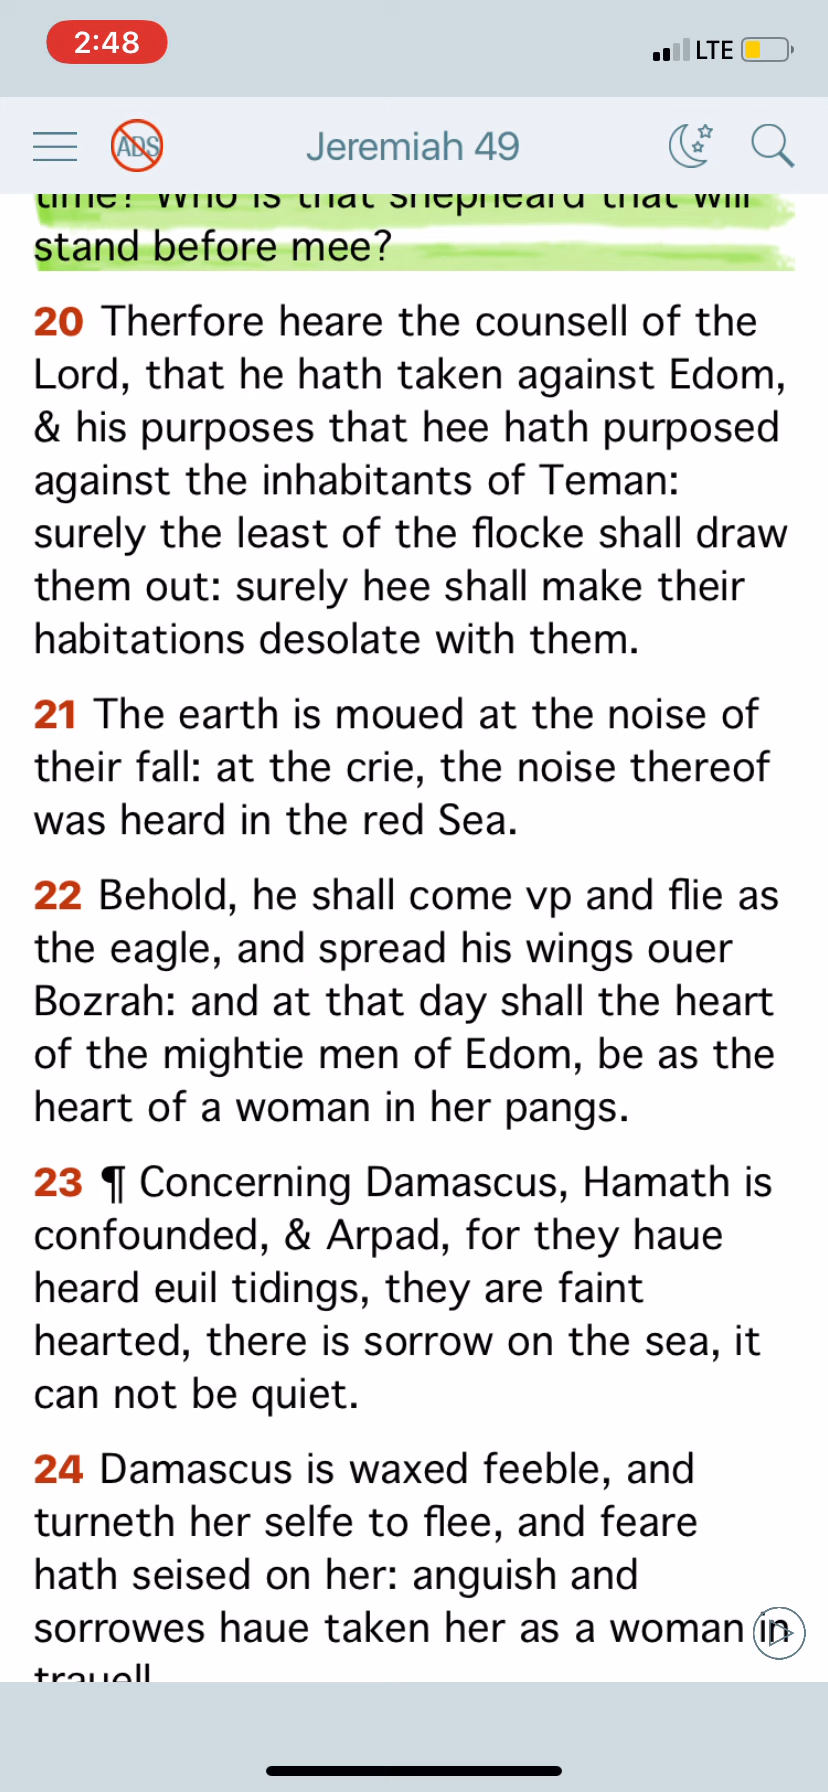 2:48
LTE
ADS
Jeremiah 49
time? Who is that shepheard that will
stand before mee?
20 Therfore heare the counsell of the
Lord, that he hath taken against Edom,
& his purposes that hee hath purposed
against the inhabitants of Teman:
surely the least of the flocke shall draw
them out: surely hee shall make their
habitations desolate with them.
21 The earth is moued at the noise of
their fall: at the crie, the noise thereof
was heard in the red Sea.
22 Behold, he shall come vp and flie as
the eagle, and spread his wings ouer
Bozrah: and at that day shall the heart
of the mightie men of Edom, be as the
heart of a woman in her pangs.
23 ¶ Concerning Damascus, Hamath is
confounded, & Arpad, for they haue
heard euil tidings, they are faint
hearted, there is sorrow on the sea, it
can not be quiet.
24 Damascus is waxed feeble, and
turneth her selfe to flee, and feare
hath seised on her: anguish and
sorrowes haue taken her as a woman in
trauell